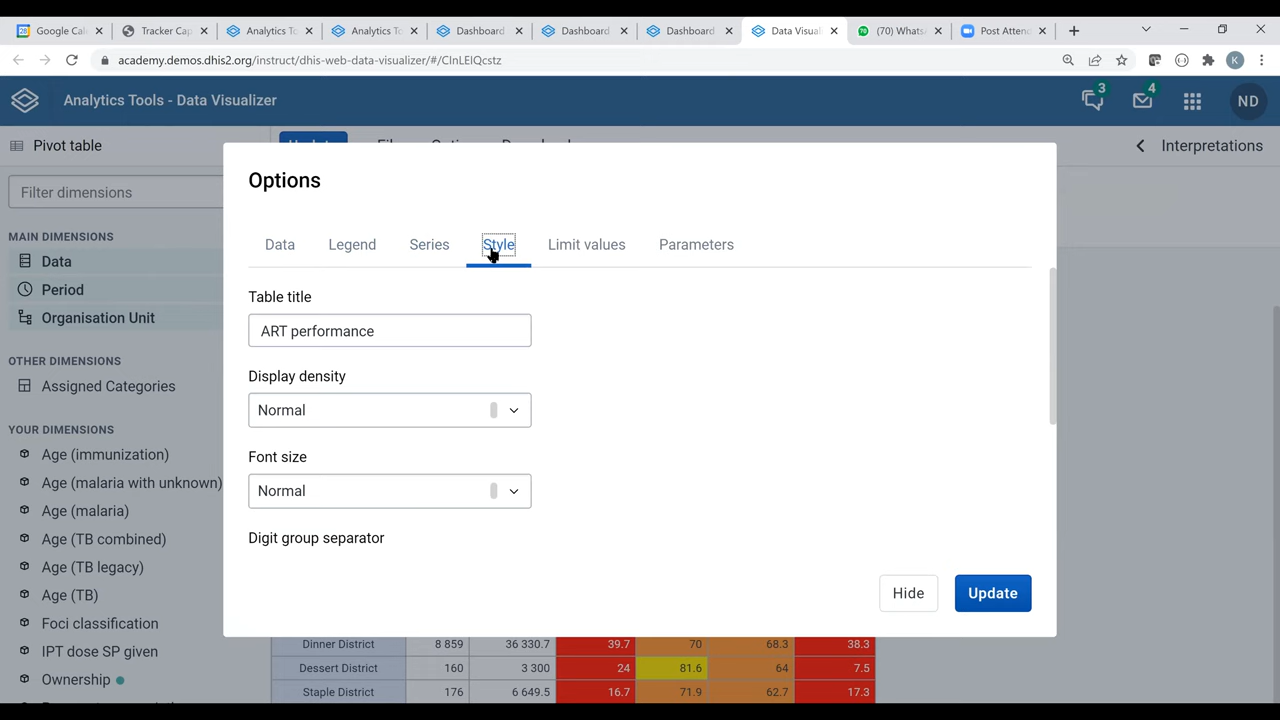 Google Cal
Tracker Cap
Analytics To
Analytics To
Dashboard
Dashboard
Dashboard
Data Visual
(70) Whats
Post Atten
academy.demos.dhis2.org/instruct/dhis-web-data-visualizer/#/CfTLEIQcstz
K
Analytics Tools - Data Visualizer
3
4
ND
Pivot table
Interpretations
Filter dimensions
MAIN DIMENSIONS
Data
Period
Organisation Unit
OTHER DIMENSIONS
Assigned Categories
YOUR DIMENSIONS
Age (immunization)
Age (malaria with unknown)
Age (malaria)
Age (TB combined)
Age (TB legacy)
Age (TB)
Foci classification
IPT dose SP given
Ownership
Options
Data Legend Series Style Limit values Parameters
Table title
ART performance
Display density
Normal
Font size
Normal
Digit group separator
Hide Update
Dinner District 8 859 36 330.7 39.7 70 68.3 38.3
Dessert District 160 3 300 24 81.6 64 7.5
Staple District 176 6 649.5 16.7 71.9 62.7 17.3